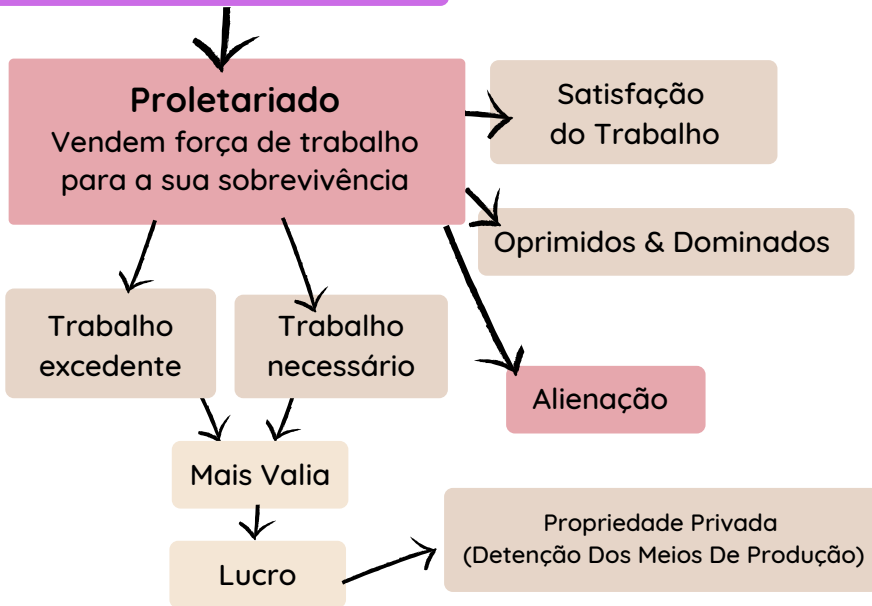 Proletariado
Vendem força de trabalho
para a sua sobrevivência
Satisfação
do Trabalho
Oprimidos & Dominados
Trabalho
excedente
Trabalho
necessário
Alienação
Mais Valia
Propriedade Privada
(Detenção Dos Meios De Produção)
Lucro